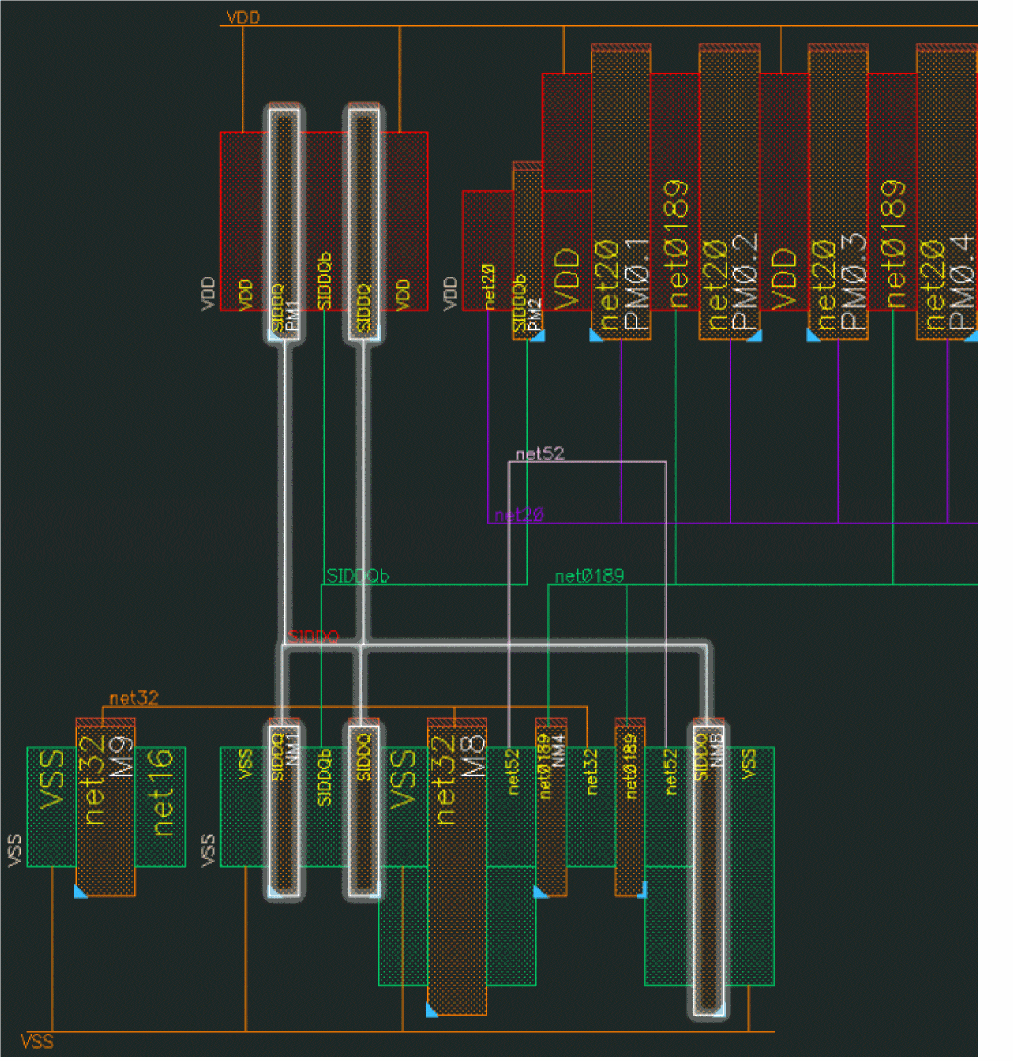 VDD
VDD
VDD
SIDDQ
PM1
SIDDQb
SIDDQ
VDD
VDD
net20
SIDDQb
PM2
VDD
net20
PM0.1
net0189
net20
PM0.2
VDD
net20
PM0.3
net0189
net20
PM0.4
net52
net20
SIDDQb
net0189
SIDDQ
net32
VSS
VSS
net32
M9
net16
VSS
VSS
SIDDQ
NM1
SIDDQb
SIDDQ
VSS
net32
M8
net52
net0189
NM4
net32
net0189
net52
SIDDQ
VSS
VSS